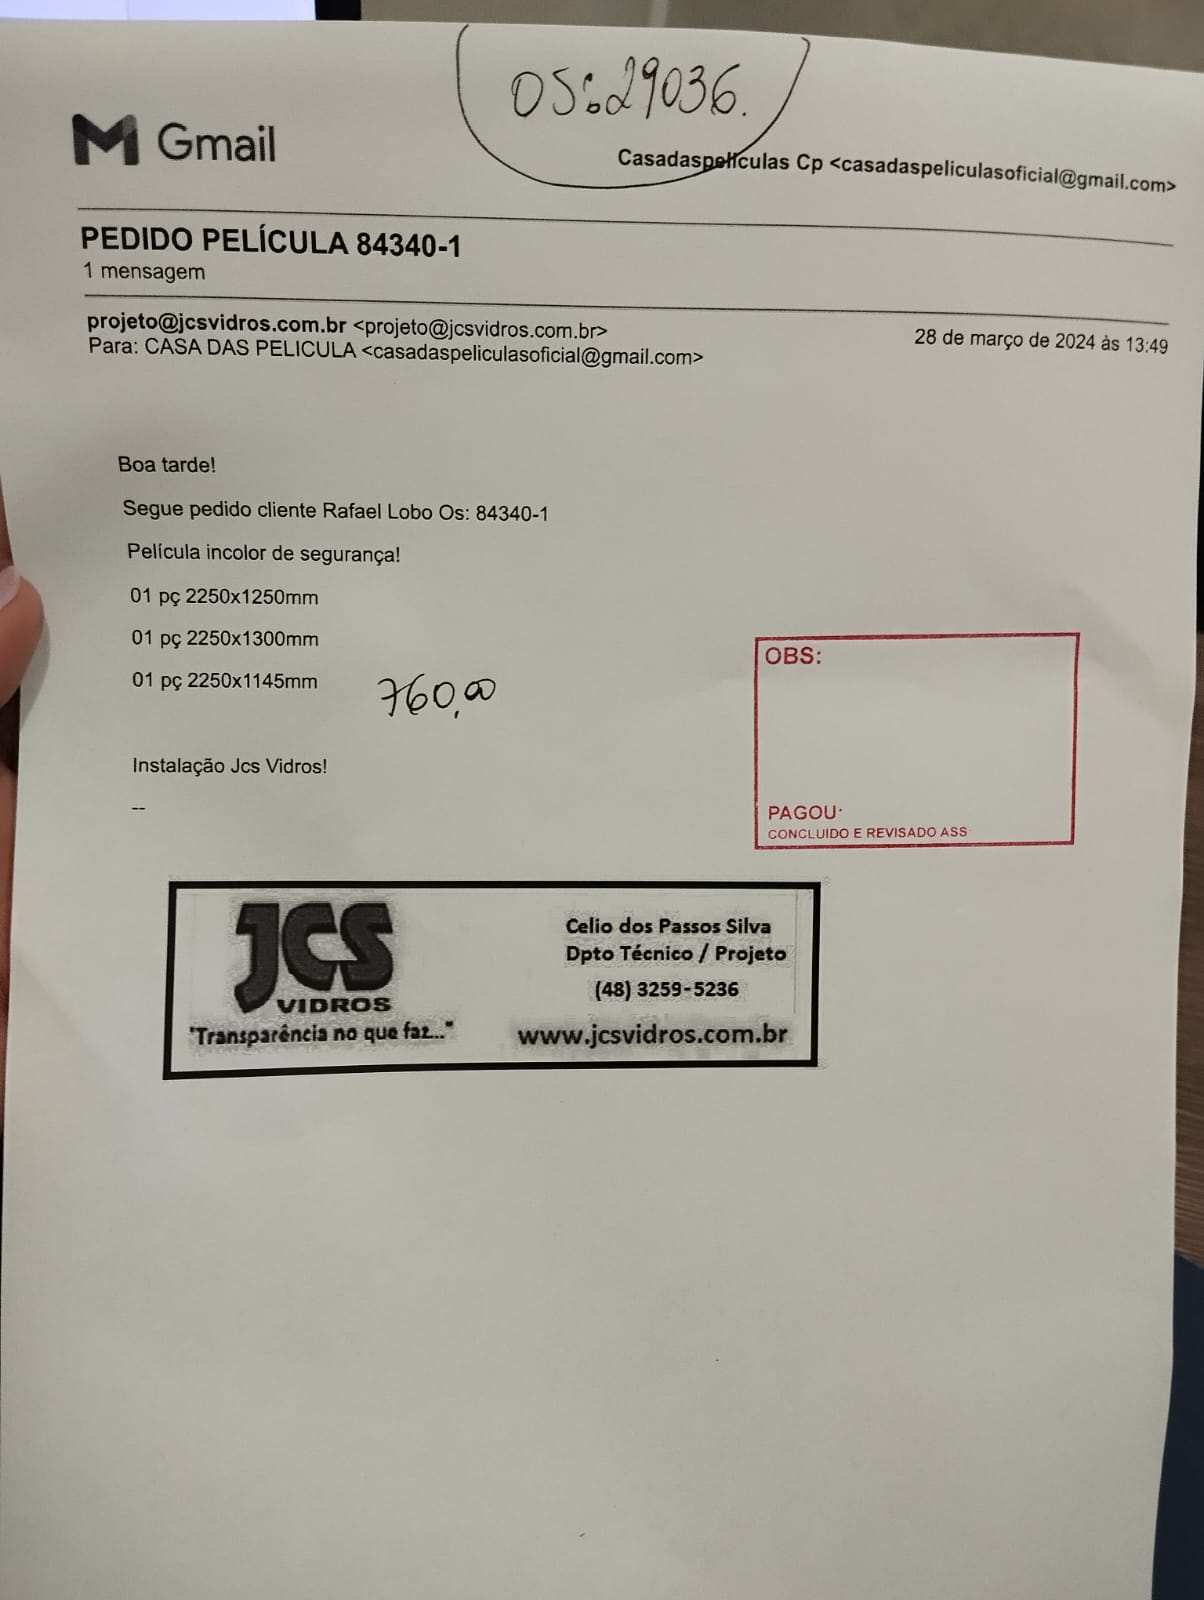 OS: 29036.
Gmail
Casadaspelículas Cp <casadaspeliculasoficial@gmail.com>
PEDIDO PELÍCULA 84340-1
1 mensagem
projeto@jcsvidros.com.br <projeto@jcsvidros.com.br>
28 de março de 2024 às 13:49
Para: CASA DAS PELICULA <casadaspeliculasoficial@gmail.com>
Boa tarde!
Segue pedido cliente Rafael Lobo Os: 84340-1
Película incolor de segurança!
01 pç 2250x1250mm
01 pç 2250x1300mm
01 pç 2250x1145mm
760,00
Instalação Jcs Vidros!
--
OBS:
PAGOU:
CONCLUIDO E REVISADO ASS
JCS
VIDROS
"Transparência no que faz..."
Celio dos Passos Silva
Dpto Técnico / Projeto
(48) 3259-5236
www.jcsvidros.com.br